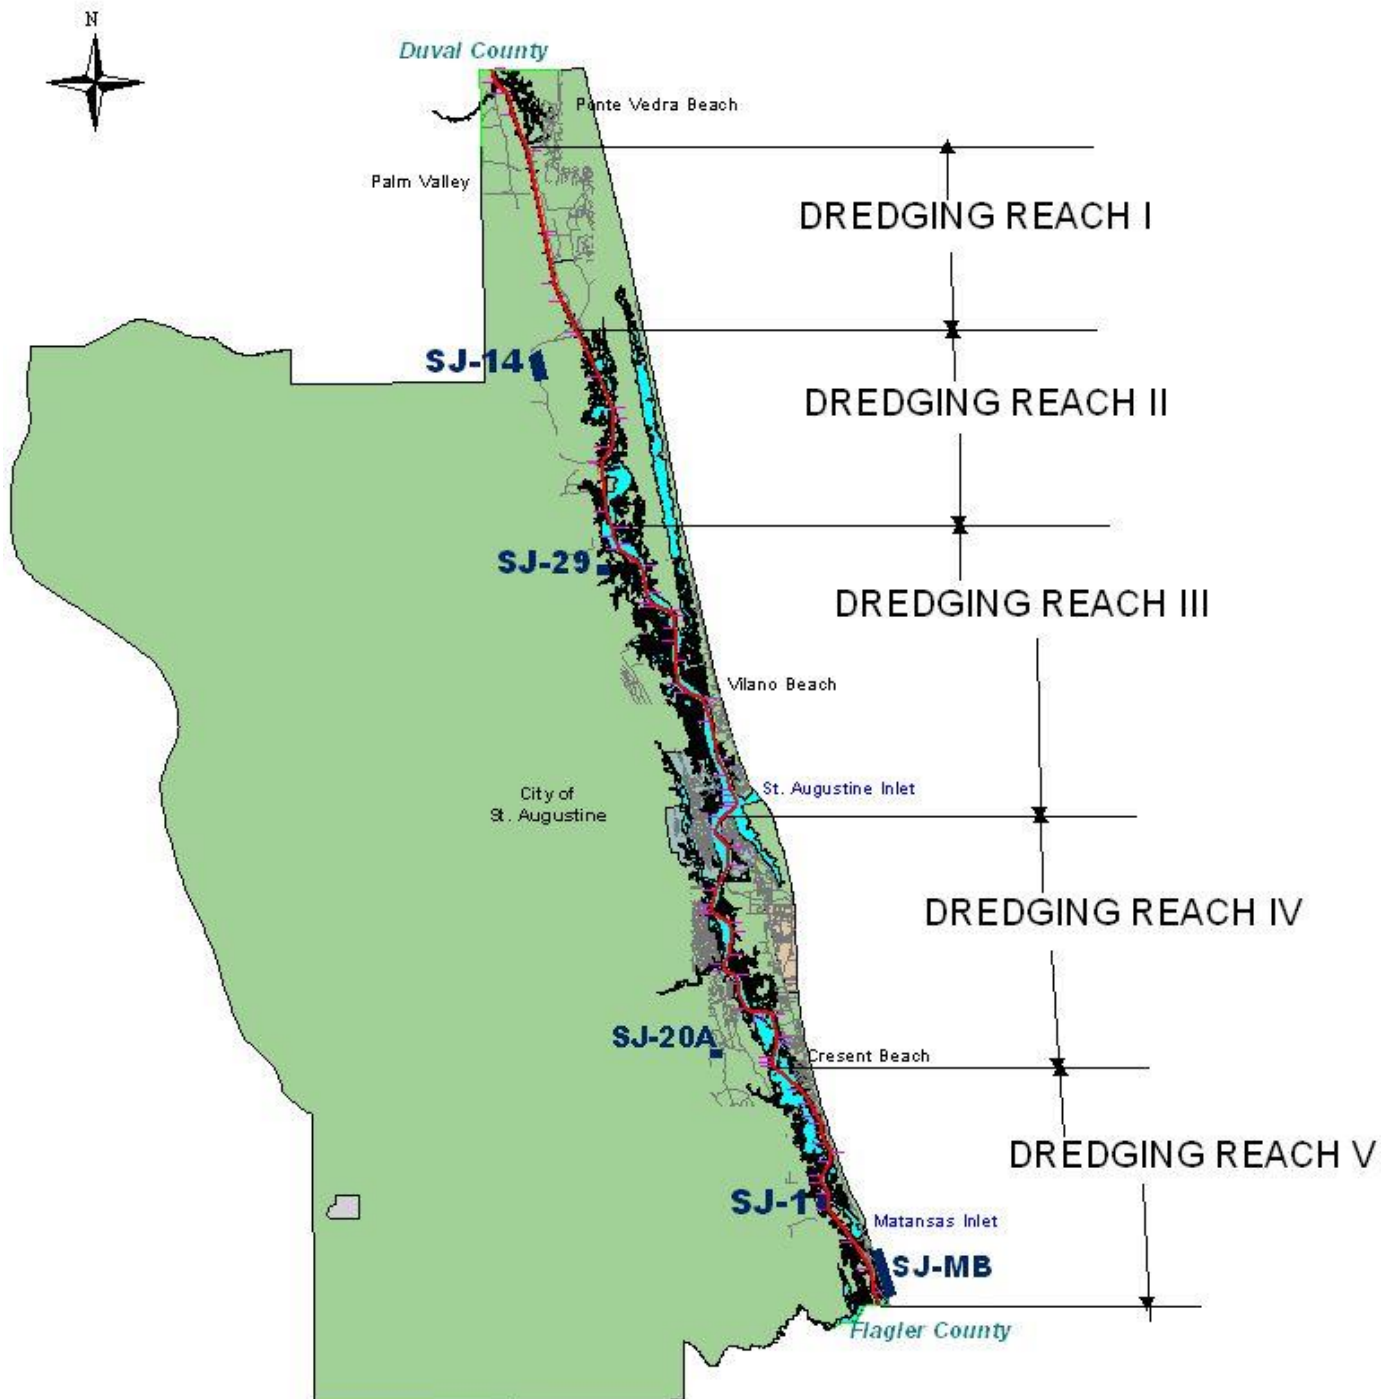 N
Duval County
Ponte Vedra Beach
Palm Valley
DREDGING REACH I
SJ-14
DREDGING REACH II
SJ-29
DREDGING REACH III
Vilano Beach
St. Augustine Inlet
City of
St. Augustine
DREDGING REACH IV
SJ-20A
Cresent Beach
DREDGING REACH V
SJ-1
Matansas Inlet
SJ-MB
Flagler County